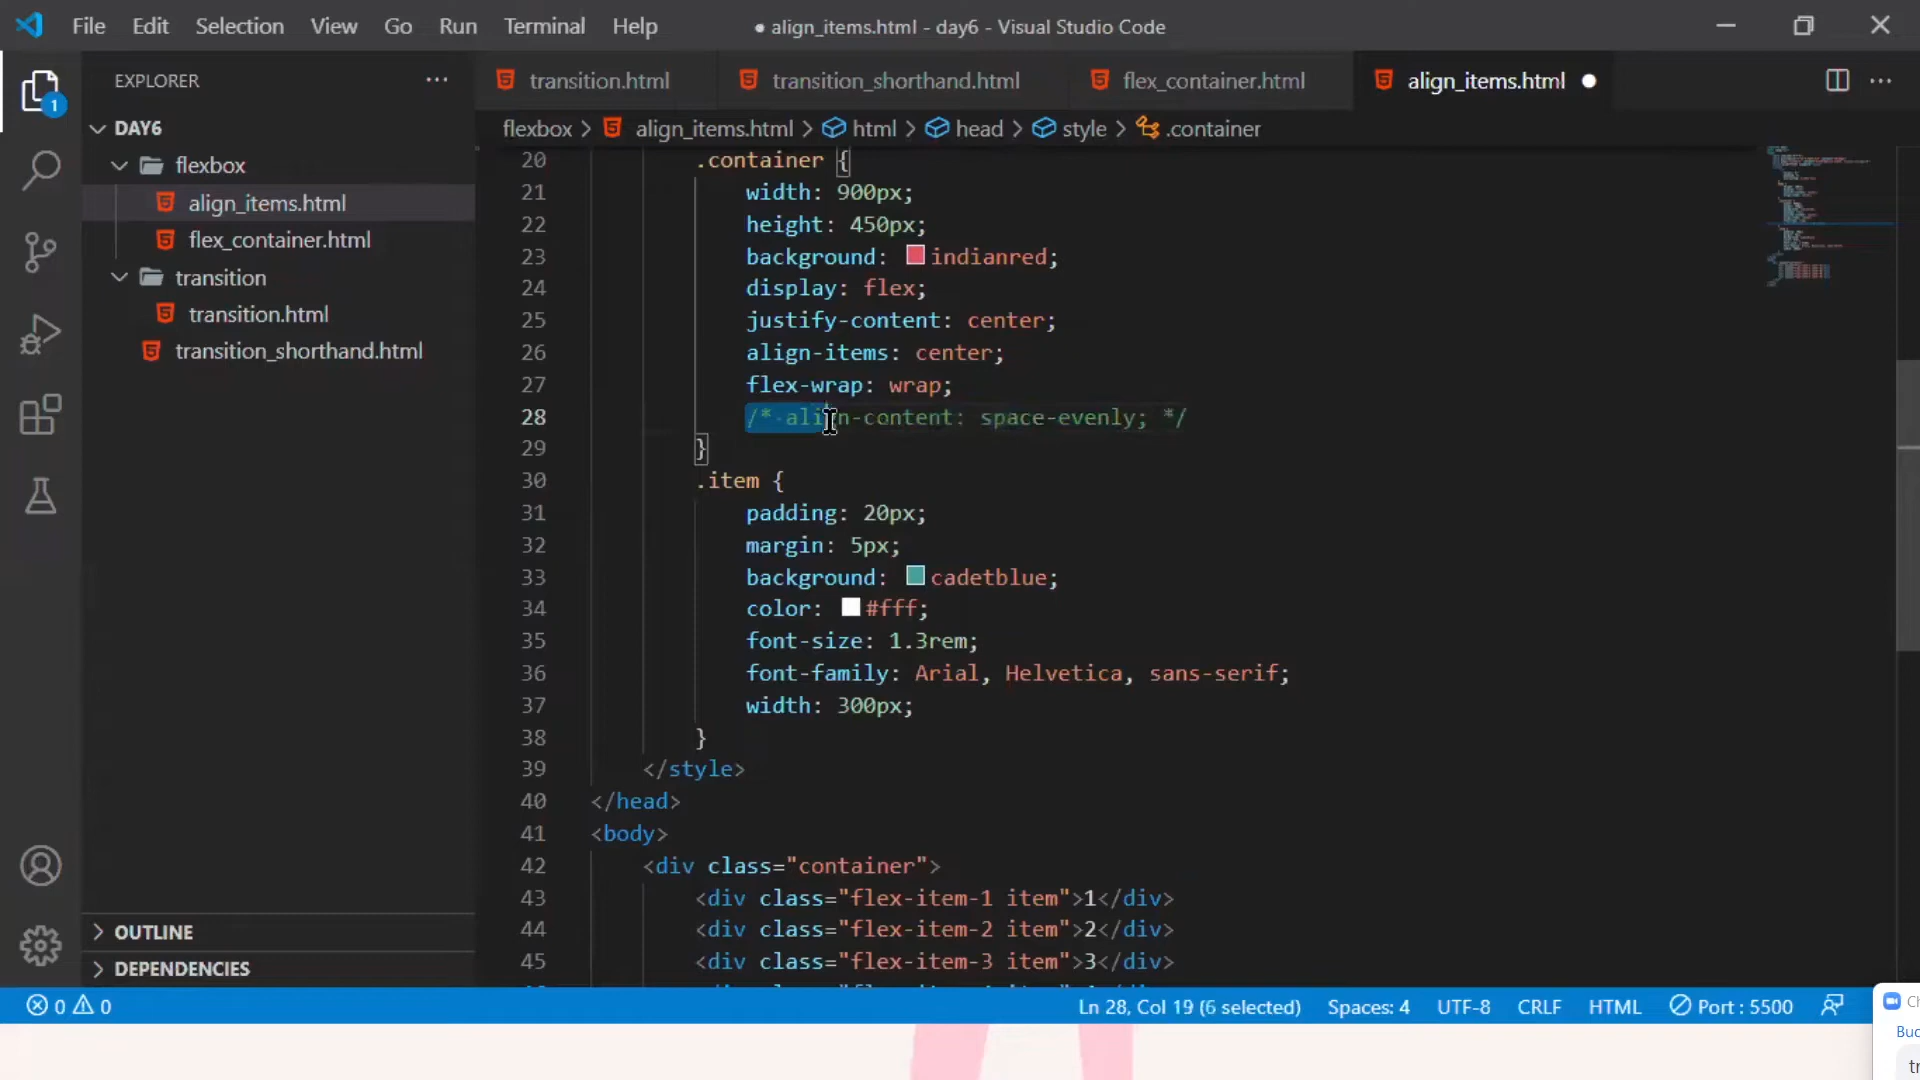 File Edit Selection View Go Run Terminal Help
● align_items.html - day6 - Visual Studio Code
EXPLORER
transition.html
transition_shorthand.html
flex_container.html
align_items.html
1
DAY6
flexbox
align_items.html
flex_container.html
transition
transition.html
transition_shorthand.html
OUTLINE
DEPENDENCIES
flexbox > align_items.html > html > head > style > .container
20 .container {
21 width: 900px;
22 height: 450px;
23 background: indianred;
24 display: flex;
25 justify-content: center;
26 align-items: center;
27 flex-wrap: wrap;
28 /* align-content: space-evenly; */
29 }
30 .item {
31 padding: 20px;
32 margin: 5px;
33 background: cadetblue;
34 color: #fff;
35 font-size: 1.3rem;
36 font-family: Arial, Helvetica, sans-serif;
37 width: 300px;
38 }
39 </style>
40 </head>
41 <body>
42 <div class="container">
43 <div class="flex-item-1 item">1</div>
44 <div class="flex-item-2 item">2</div>
45 <div class="flex-item-3 item">3</div>
0 0
Ln 28, Col 19 (6 selected) Spaces: 4 UTF-8 CRLF HTML Port : 5500